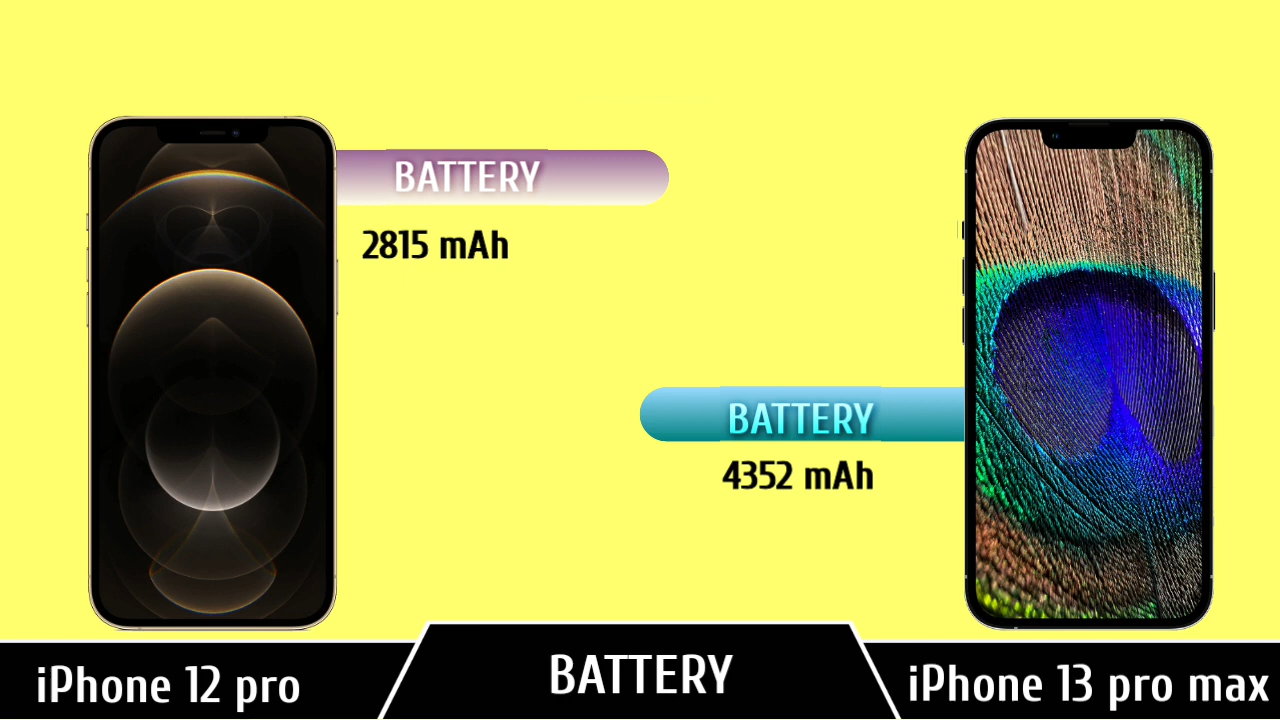 BATTERY
2815 mAh
BATTERY
4352 mAh
iPhone 12 pro
BATTERY
iPhone 13 pro max